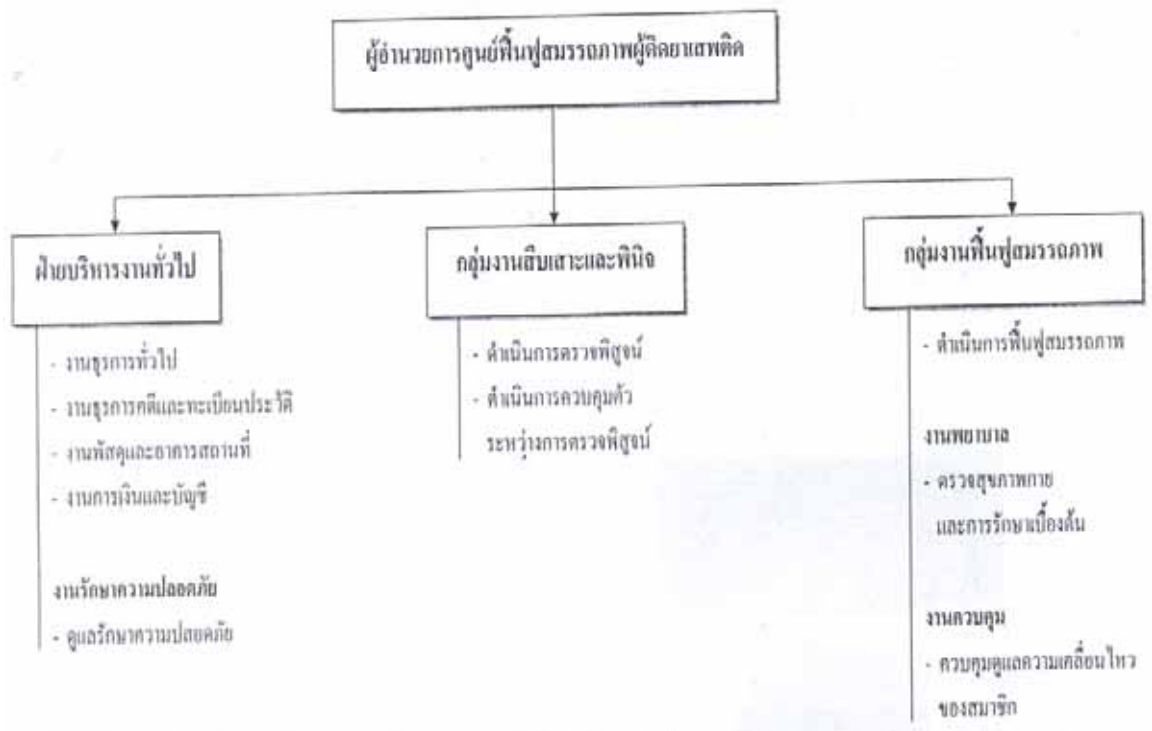 ผู้อำนวยการศูนย์ฟื้นฟูสมรรถภาพผู้ติดยาเสพติด
ฝ่ายบริหารงานทั่วไป
- งานธุรการทั่วไป
- งานธุรการคดีและทะเบียนประวัติ
- งานพัสดุและอาคารสถานที่
- งานการเงินและบัญชี
งานรักษาความปลอดภัย
- ดูแลรักษาความปลอดภัย
กลุ่มงานสืบเสาะและพินิจ
- ดำเนินการตรวจพิสูจน์
- ดำเนินการควบคุมตัว
ระหว่างการตรวจพิสูจน์
กลุ่มงานฟื้นฟูสมรรถภาพ
- ดำเนินการฟื้นฟูสมรรถภาพ
งานพยาบาล
- ตรวจสุขภาพกาย
และการรักษาเบื้องต้น
งานควบคุม
- ควบคุมดูแลความเคลื่อนไหว
ของสมาชิก